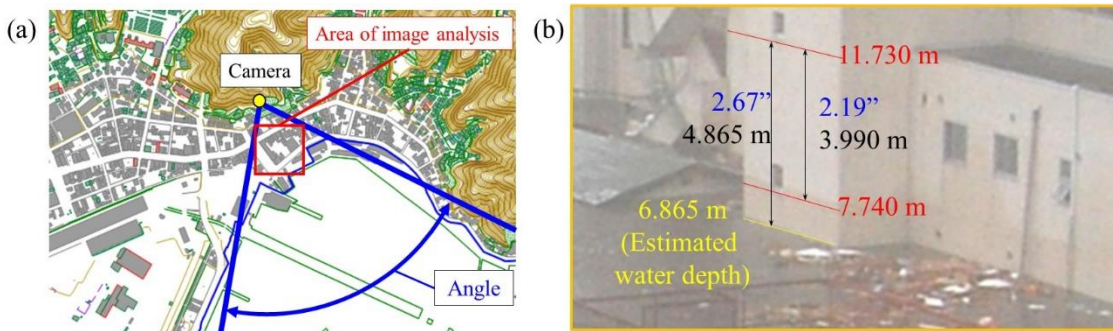 (a)
Area of image analysis
Camera
Angle
(b)
11.730 m
2.67” 2.19”
4.865 m 3.990 m
7.740 m
6.865 m
(Estimated
water depth)